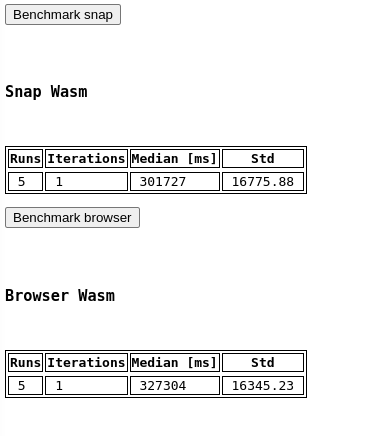 Benchmark snap
Snap Wasm
Runs Iterations Median [ms] Std
5 1 301727 16775.88
Benchmark browser
Browser Wasm
Runs Iterations Median [ms] Std
5 1 327304 16345.23